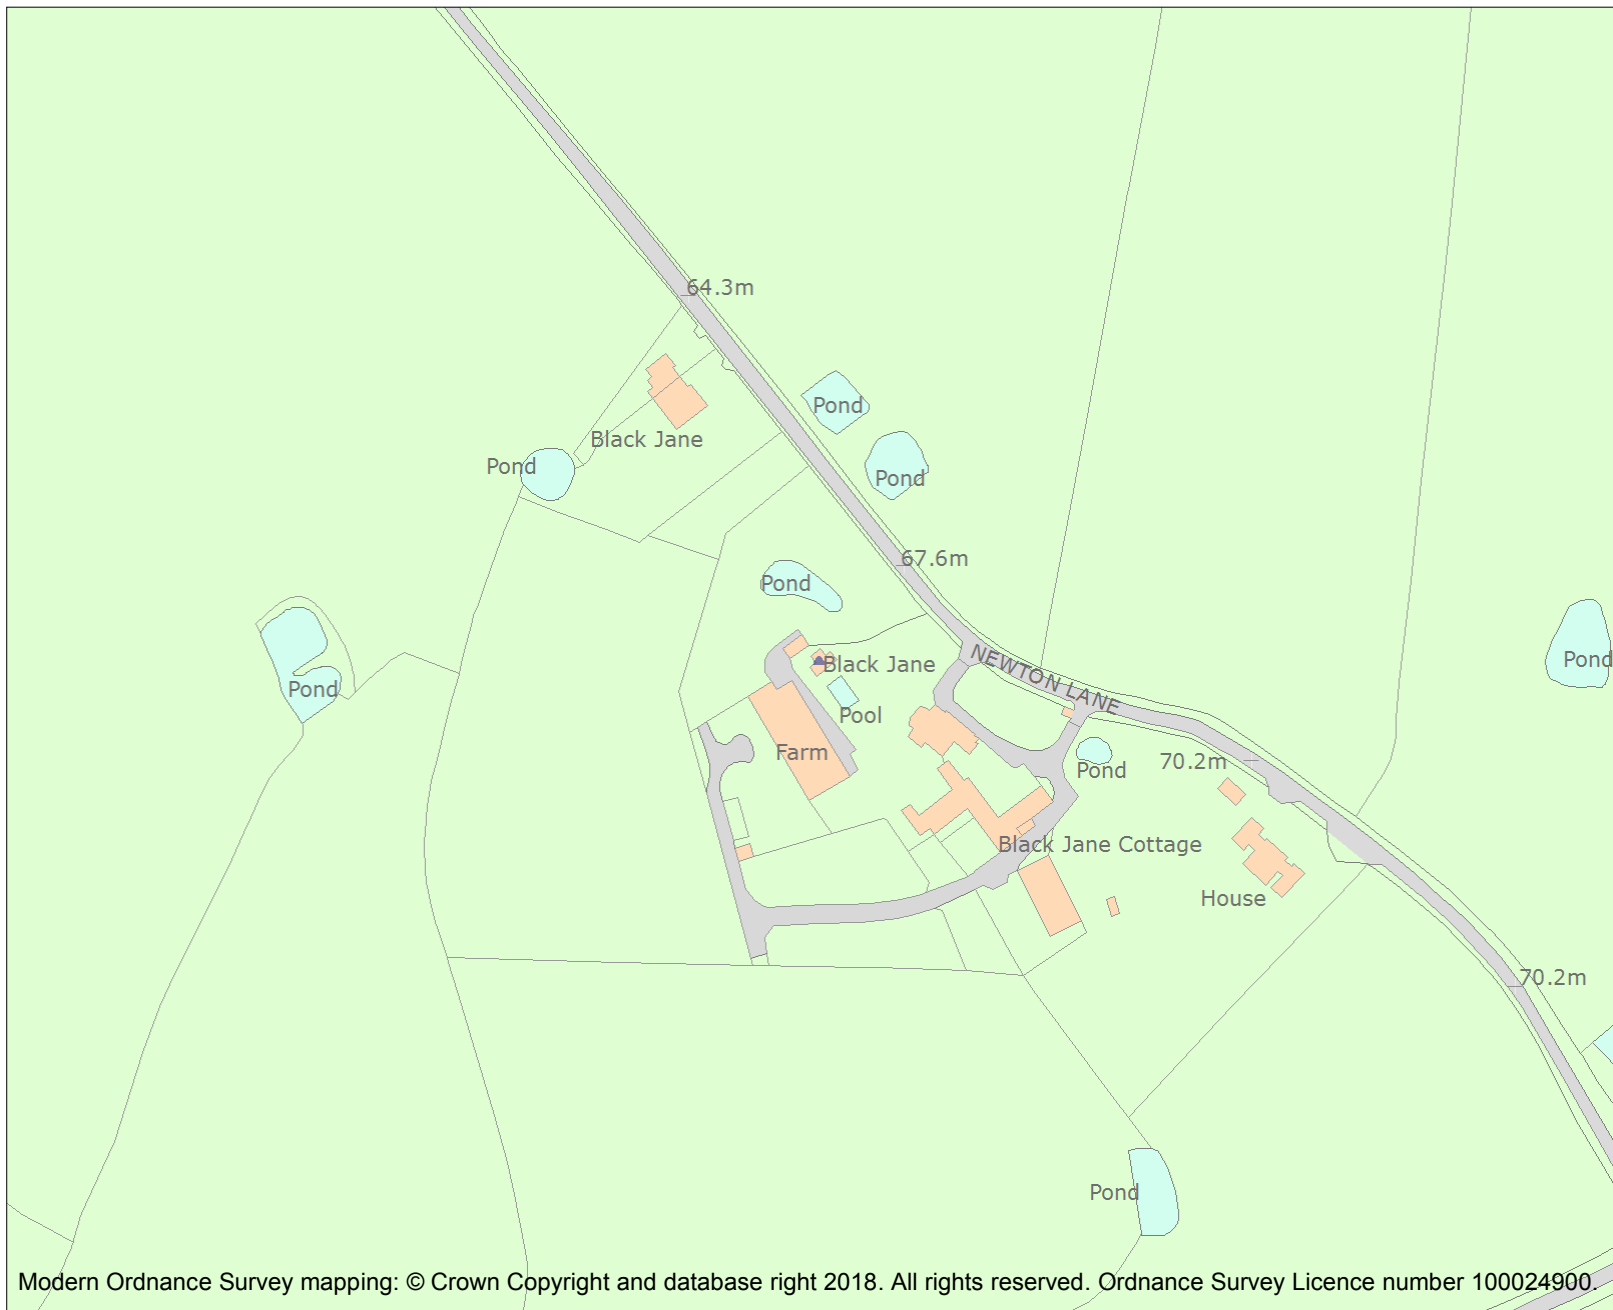 64.3m
Pond
Black Jane
Pond
Pond
67.6m
Pond
NEWTON LANE
Pond
Black Jane
Pond
Pool
Farm
70.2m
Pond
Black Jane Cottage
House
70.2m
Pond
Modern Ordnance Survey mapping: © Crown Copyright and database right 2018. All rights reserved. Ordnance Survey Licence number 100024900.